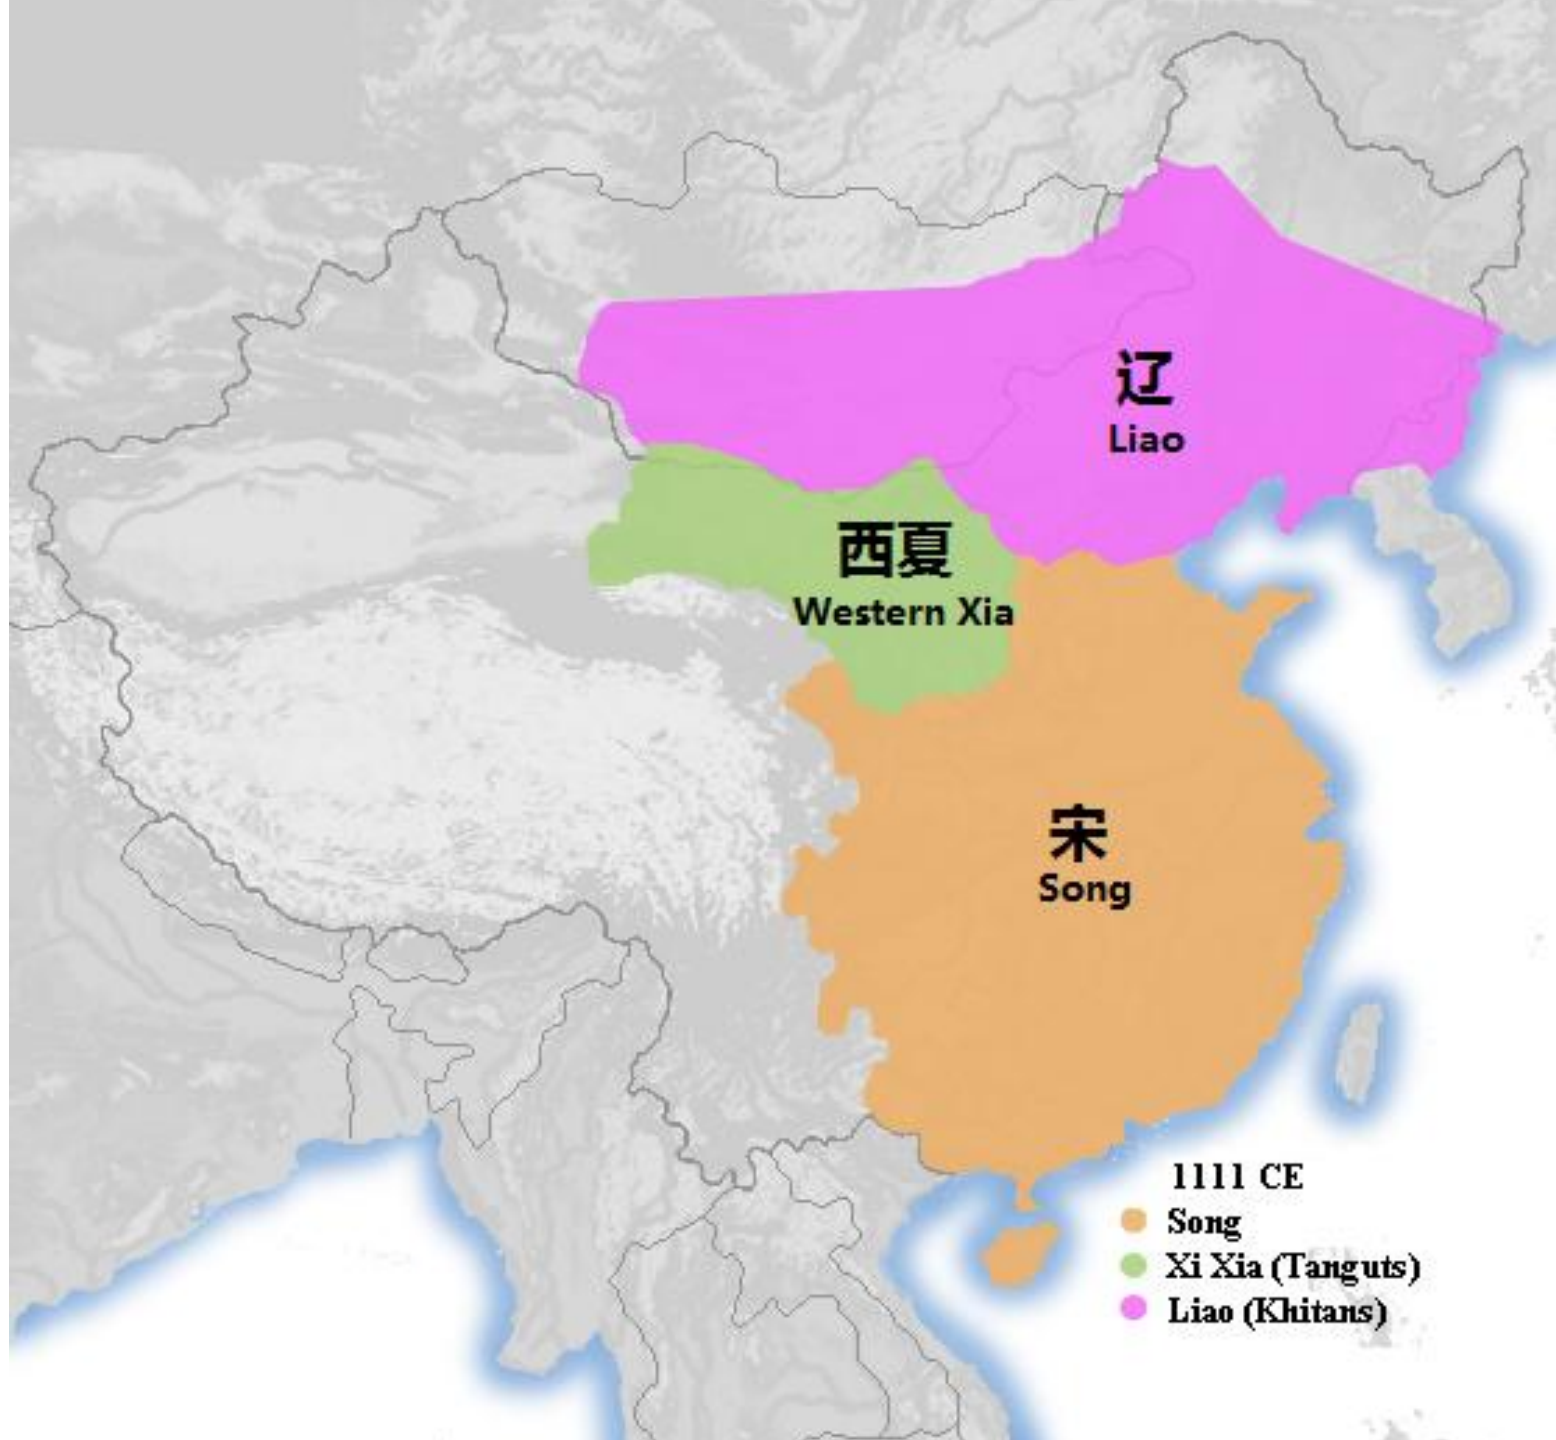 辽
Liao
西夏
Western Xia
宋
Song
1111 CE
Song
Xi Xia (Tanguts)
Liao (Khitans)